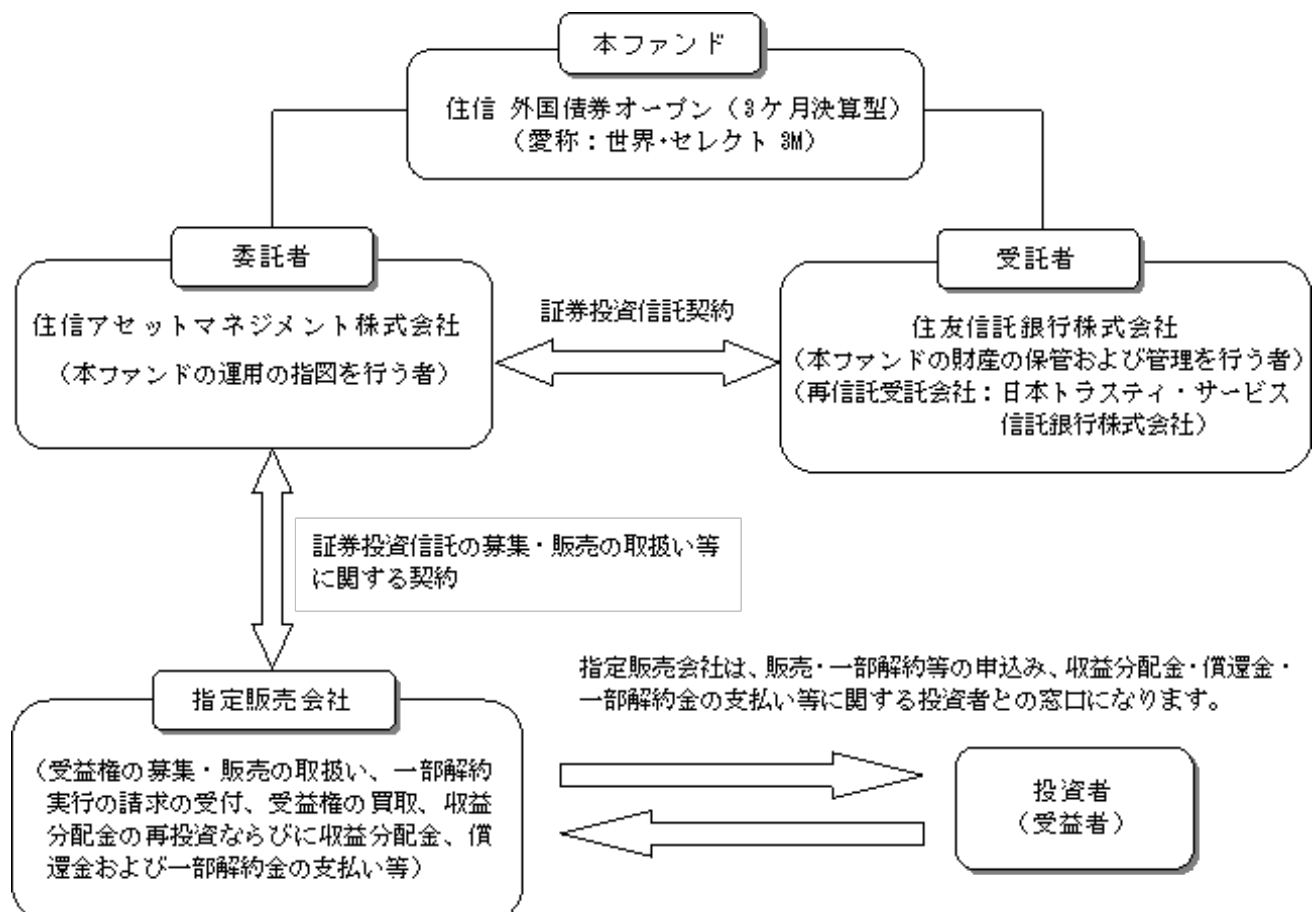 本ファンド
住信 外国債券オープン（3ケ月決算型）
（愛称：世界・セレクト 3M）
委託者
住信アセットマネジメント株式会社
（本ファンドの運用の指図を行う者）
証券投資信託契約
受託者
住友信託銀行株式会社
（本ファンドの財産の保管および管理を行う者）
（再信託受託会社：日本トラスティ・サービス
信託銀行株式会社）
証券投資信託の募集・販売の取扱い等
に関する契約
指定販売会社は、販売・一部解約等の申込み、収益分配金・償還金・
一部解約金の支払い等に関する投資者との窓口になります。
指定販売会社
（受益権の募集・販売の取扱い、一部解約
実行の請求の受付、受益権の買取、収益
分配金の再投資ならびに収益分配金、償
還金および一部解約金の支払い等）
投資者
（受益者）